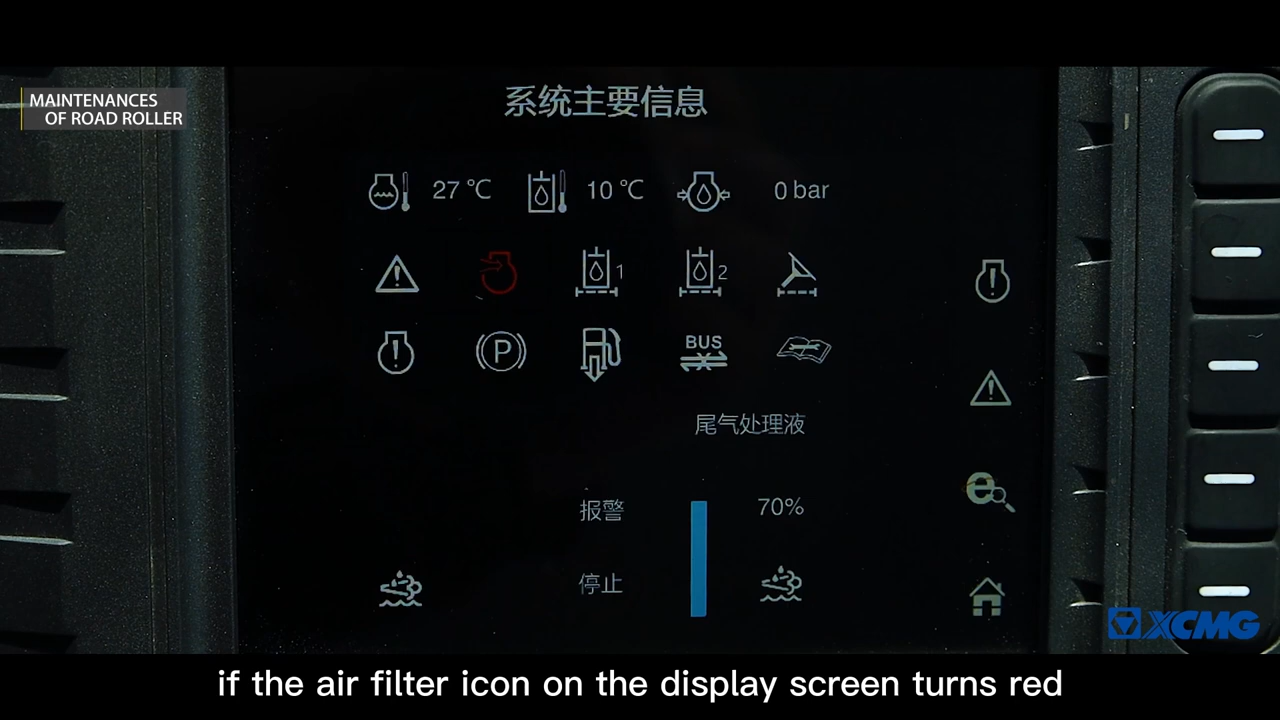 MAINTENANCES
OF ROAD ROLLER
系统主要信息
27 ℃ 10 ℃ 0 bar
1 2
P BUS
尾气处理液
报警 70%
停止
e
XCMG
if the air filter icon on the display screen turns red